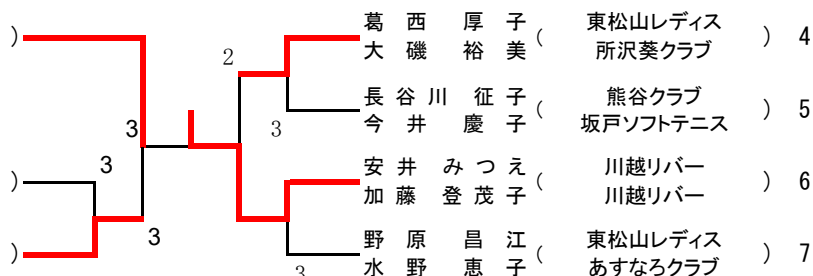 )
葛西 厚子 ( 東松山レディス ) 4
大磯 裕美 所沢葵クラブ
2
長谷川 征子 ( 熊谷クラブ ) 5
今井 慶子 坂戸ソフトテニス
3
3
3
)
安井 みつえ ( 川越リバー ) 6
加藤 登茂子 川越リバー
3
)
野原 昌江 ( 東松山レディス ) 7
水野 恵子 あすなろクラブ
3